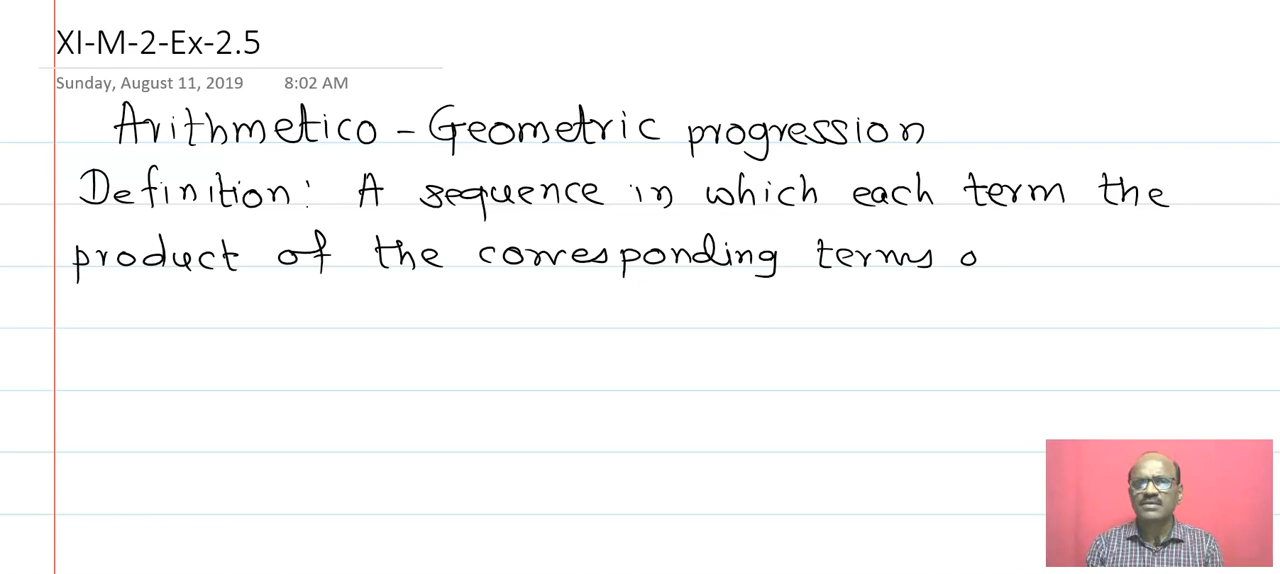 XI-M-2-Ex-2.5
Sunday, August 11, 2019 8:02 AM
Arithmetico - Geometric progression
Definition: A sequence in which each term the
product of the corresponding terms o